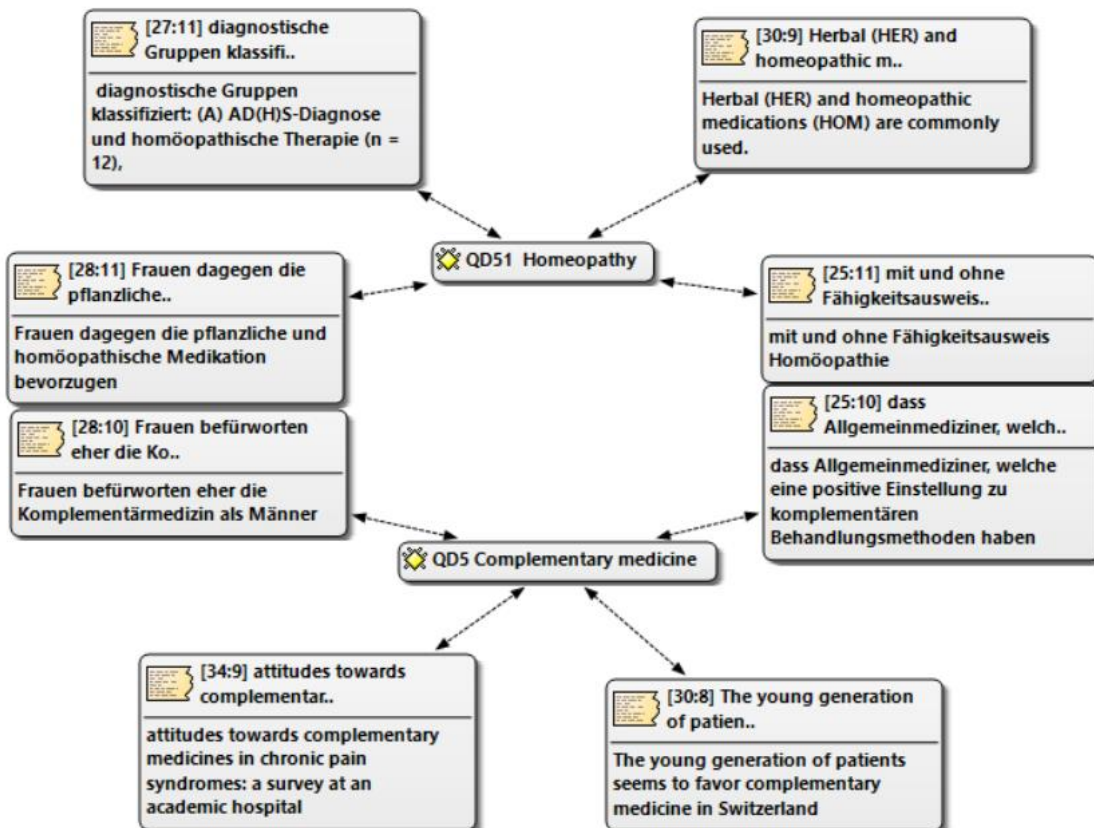 [27:11] diagnostische
Gruppen klassifi..
diagnostische Gruppen
klassifiziert: (A) AD(H)S-Diagnose
und homöopathische Therapie (n =
12),
[30:9] Herbal (HER) and
homeopathic m..
Herbal (HER) and homeopathic
medications (HOM) are commonly
used.
QD51 Homeopathy
[28:11] Frauen dagegen die
pflanzliche..
Frauen dagegen die pflanzliche und
homöopathische Medikation
bevorzugen
[25:11] mit und ohne
Fähigkeitsausweis..
mit und ohne Fähigkeitsausweis
Homöopathie
[28:10] Frauen befürworten
eher die Ko..
Frauen befürworten eher die
Komplementärmedizin als Männer
[25:10] dass
Allgemeinmediziner, welch..
dass Allgemeinmediziner, welche
eine positive Einstellung zu
komplementären
Behandlungsmethoden haben
QD5 Complementary medicine
[34:9] attitudes towards
complementar..
attitudes towards complementary
medicines in chronic pain
syndromes: a survey at an
academic hospital
[30:8] The young generation
of patien..
The young generation of patients
seems to favor complementary
medicine in Switzerland